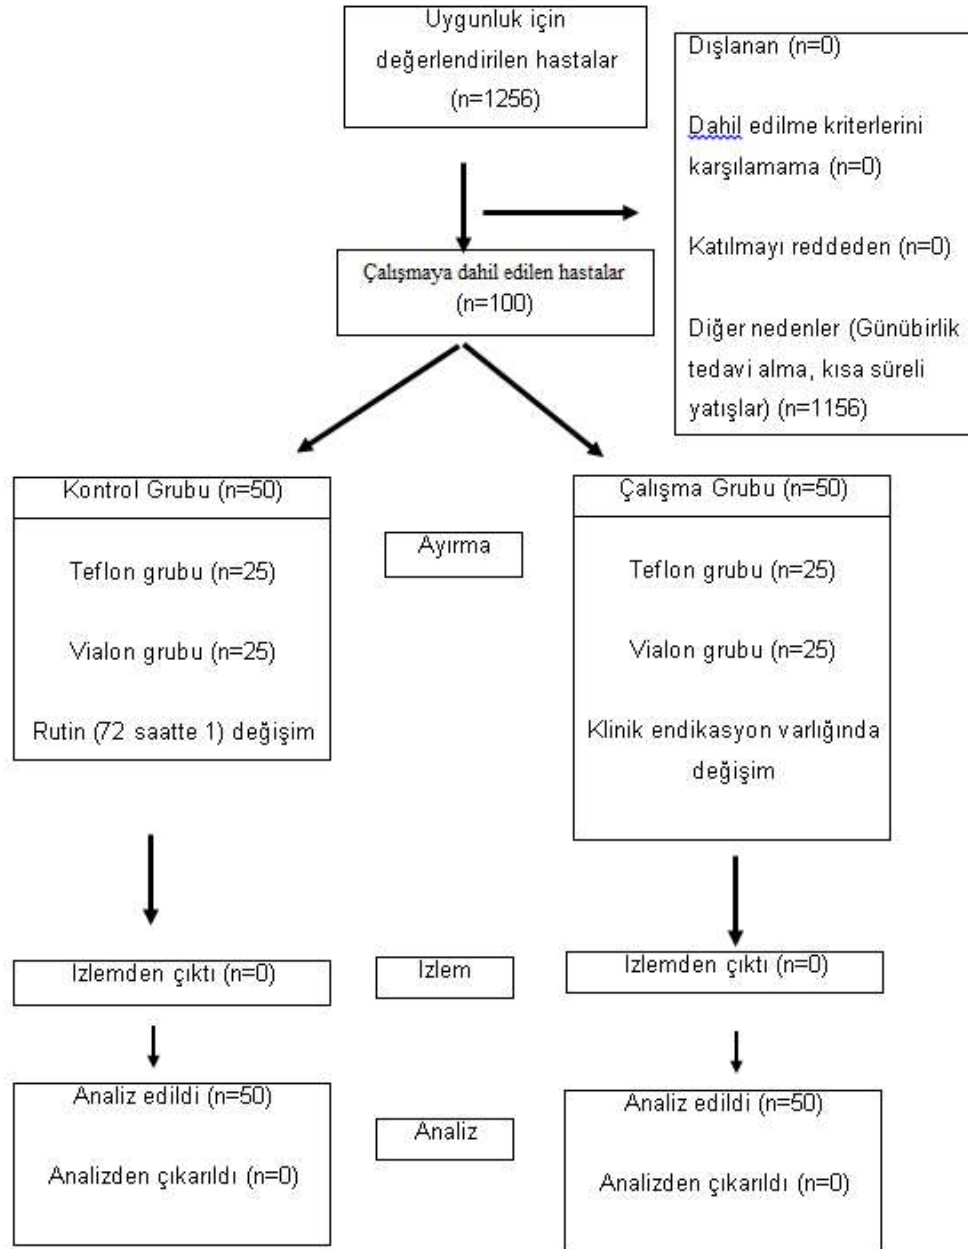 Uygunluk için
değerlendirilen hastalar
(n=1256)
Dışlanan (n=0)
Dahil edilme kriterlerini
karşılamama (n=0)
Katılmayı reddeden (n=0)
Diğer nedenler (Günübirlik
tedavi alma, kısa süreli
yatışlar) (n=1156)
Çalışmaya dahil edilen hastalar
(n=100)
Kontrol Grubu (n=50)
Teflon grubu (n=25)
Vialon grubu (n=25)
Rutin (72 saatte 1) değişim
Ayırma
Çalışma Grubu (n=50)
Teflon grubu (n=25)
Vialon grubu (n=25)
Klinik endikasyon varlığında
değişim
Izlemden çıktı (n=0)
Izlem
Izlemden çıktı (n=0)
Analiz edildi (n=50)
Analizden çıkarıldı (n=0)
Analiz
Analiz edildi (n=50)
Analizden çıkarıldı (n=0)